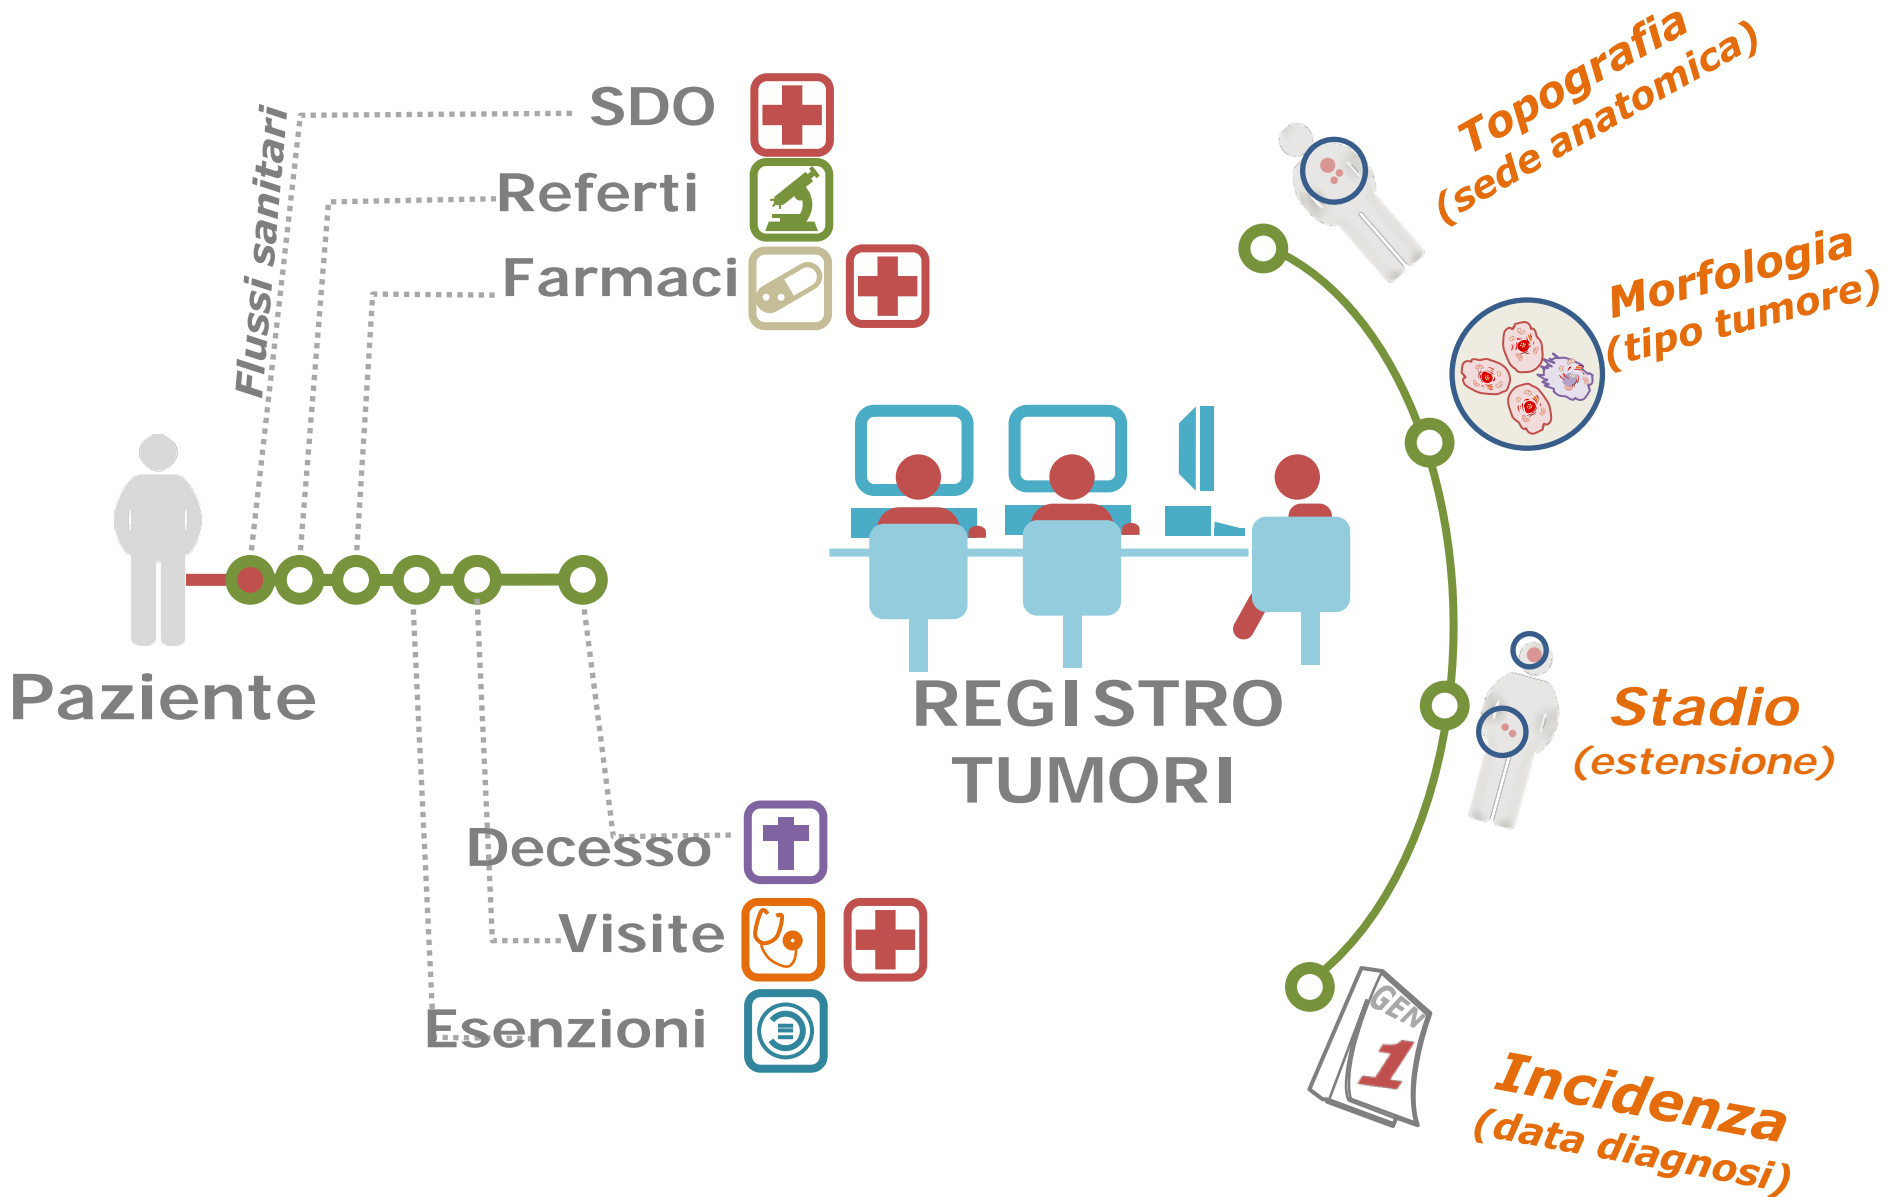 Flussi sanitari
SDO
Referti
Farmaci
Paziente
Decesso
Visite
Esenzioni
REGISTRO
TUMORI
Topografia
(sede anatomica)
Morfologia
(tipo tumore)
Stadio
(estensione)
GEN
1
Incidenza
(data diagnosi)